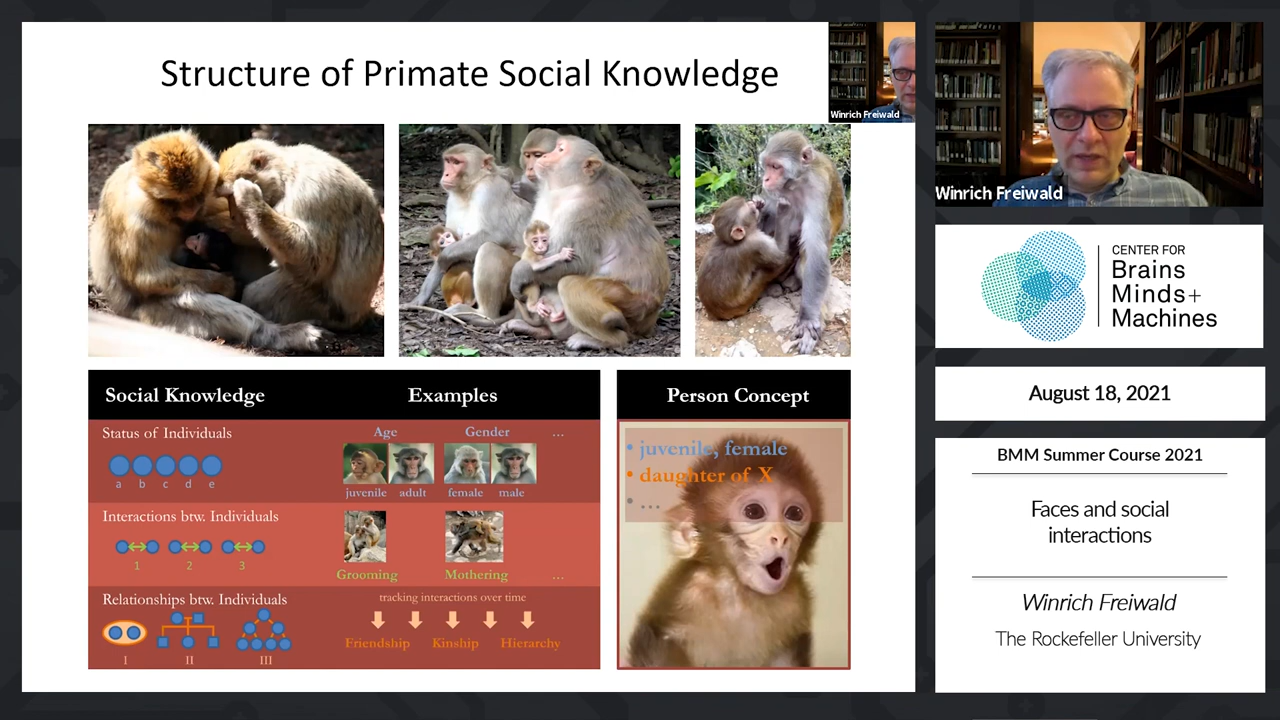 Structure of Primate Social Knowledge
Winrich Freiwald
Social Knowledge
Examples
Status of Individuals
Age
Gender
...
a b c d e
juvenile adult
female male
Interactions btw. Individuals
1 2 3
Grooming
Mothering
...
Relationships btw. Individuals
tracking interactions over time
I II III
Friendship
Kinship
Hierarchy
Person Concept
• juvenile, female
• daughter of X
• ...
Winrich Freiwald
CENTER FOR
Brains
Minds+
Machines
August 18, 2021
BMM Summer Course 2021
Faces and social
interactions
Winrich Freiwald
The Rockefeller University